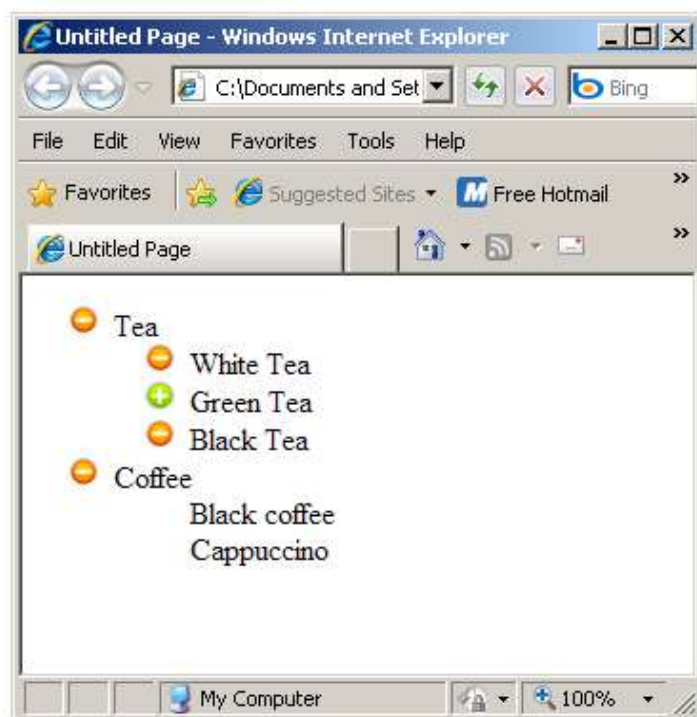 Untitled Page - Windows Internet Explorer
C:\Documents and Set Bing
File Edit View Favorites Tools Help
Favorites Suggested Sites Free Hotmail »
Untitled Page »
Tea
White Tea
Green Tea
Black Tea
Coffee
Black coffee
Cappuccino
My Computer 100%